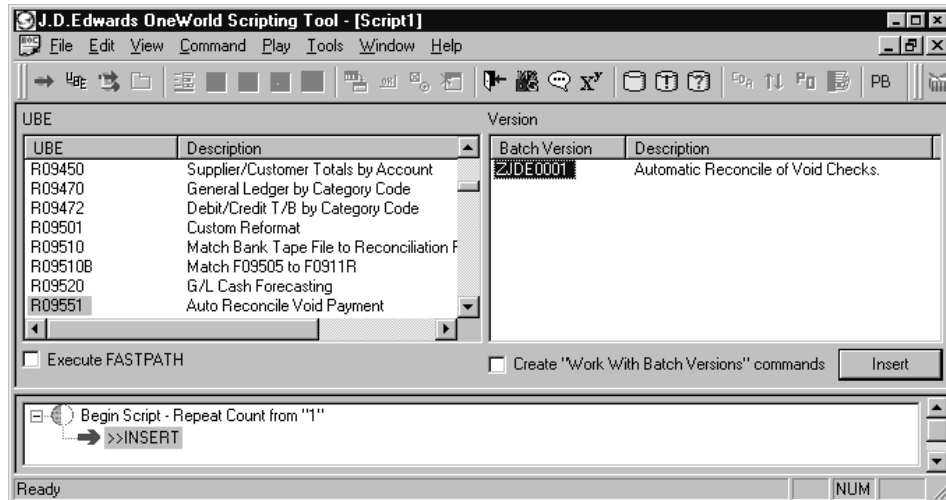 J.D.Edwards OneWorld Scripting Tool - [Script1]
File Edit View Command Play Tools Window Help
UBE PB
UBE Version
UBE Description Batch Version Description
R09450 Supplier/Customer Totals by Account ZJDE0001 Automatic Reconcile of Void Checks.
R09470 General Ledger by Category Code
R09472 Debit/Credit T/B by Category Code
R09501 Custom Reformat
R09510 Match Bank Tape File to Reconciliation F
R09510B Match F09505 to F0911R
R09520 G/L Cash Forecasting
R09551 Auto Reconcile Void Payment
Execute FASTPATH Create "Work With Batch Versions" commands Insert
Begin Script - Repeat Count from "1"
>>INSERT
Ready NUM